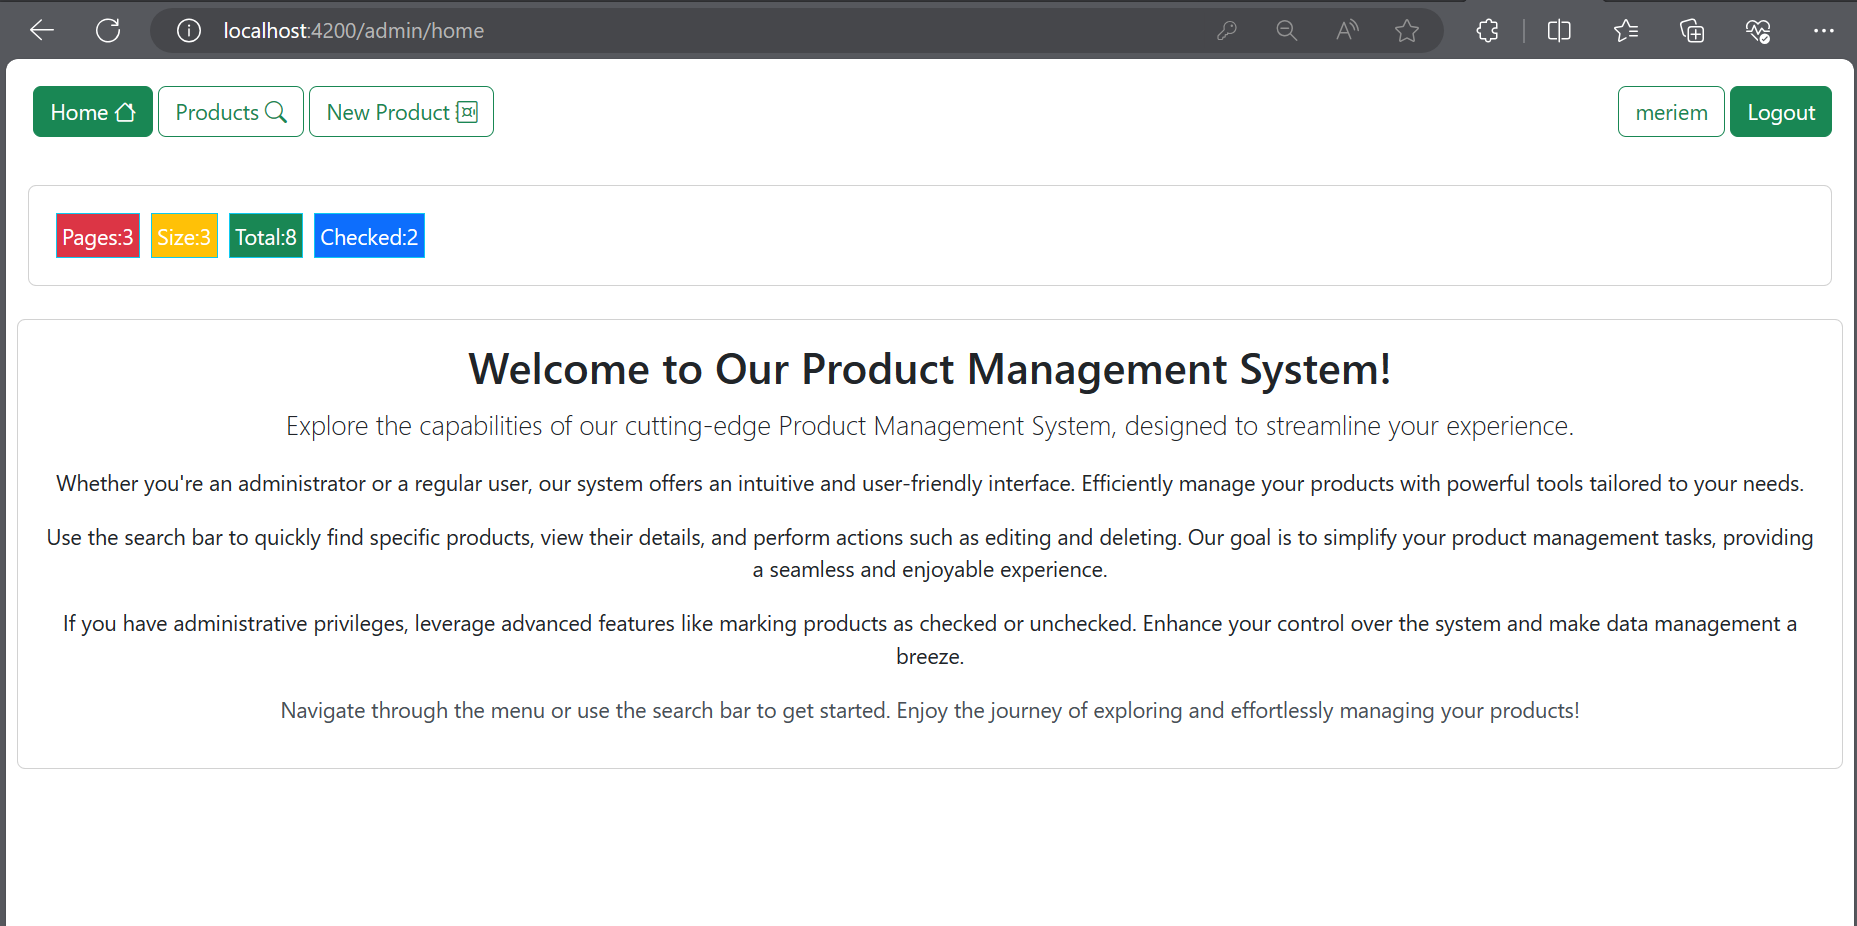 localhost:4200/admin/home
Home Products New Product meriem Logout
Pages:3 Size:3 Total:8 Checked:2
Welcome to Our Product Management System!
Explore the capabilities of our cutting-edge Product Management System, designed to streamline your experience.
Whether you're an administrator or a regular user, our system offers an intuitive and user-friendly interface. Efficiently manage your products with powerful tools tailored to your needs.
Use the search bar to quickly find specific products, view their details, and perform actions such as editing and deleting. Our goal is to simplify your product management tasks, providing
a seamless and enjoyable experience.
If you have administrative privileges, leverage advanced features like marking products as checked or unchecked. Enhance your control over the system and make data management a
breeze.
Navigate through the menu or use the search bar to get started. Enjoy the journey of exploring and effortlessly managing your products!